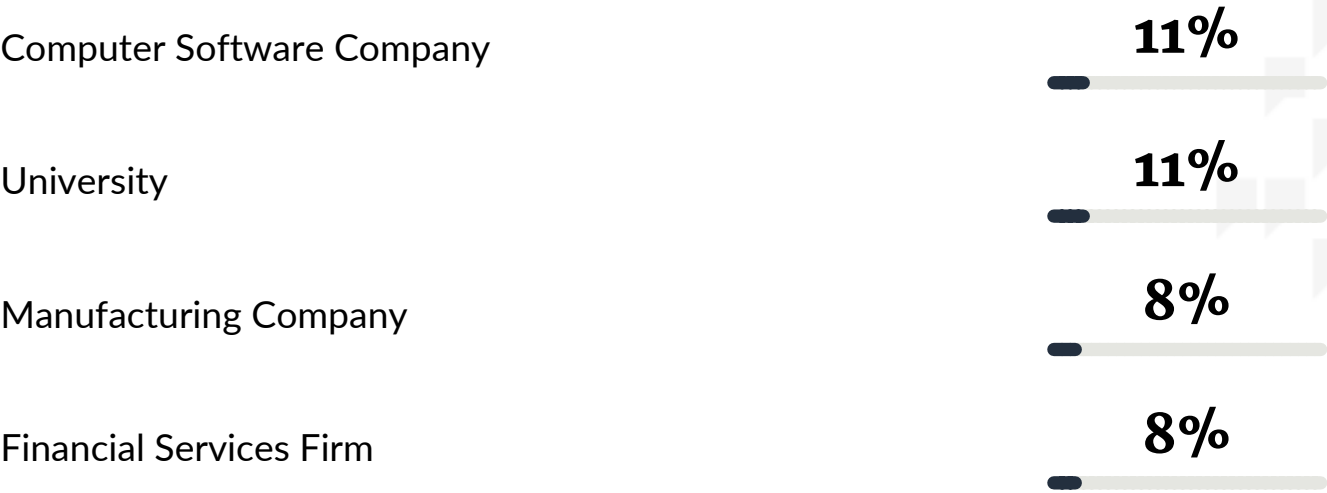 Computer Software Company
11%
University
11%
Manufacturing Company
8%
Financial Services Firm
8%